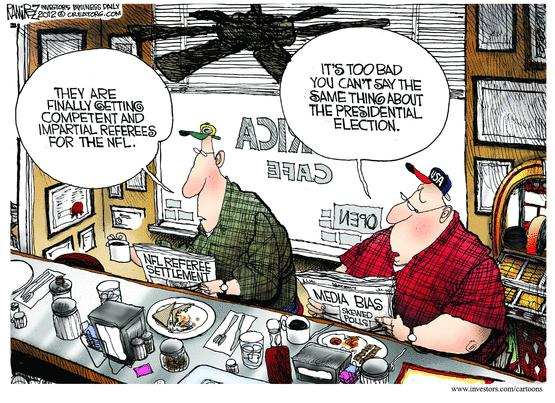 RAMIREZ
INVESTOR'S BUSINESS DAILY
2012 © CREATORS.COM
THEY ARE
FINALLY GETTING
COMPETENT AND
IMPARTIAL REFEREES
FOR THE NFL.
IT'S TOO BAD
YOU CAN'T SAY THE
SAME THING ABOUT
THE PRESIDENTIAL
ELECTION.
RICA
CAFE
OPEN
USA
NFL REFEREE
SETTLEMENT
MEDIA BIAS
SKEWED
POLLS
www.investors.com/cartoons